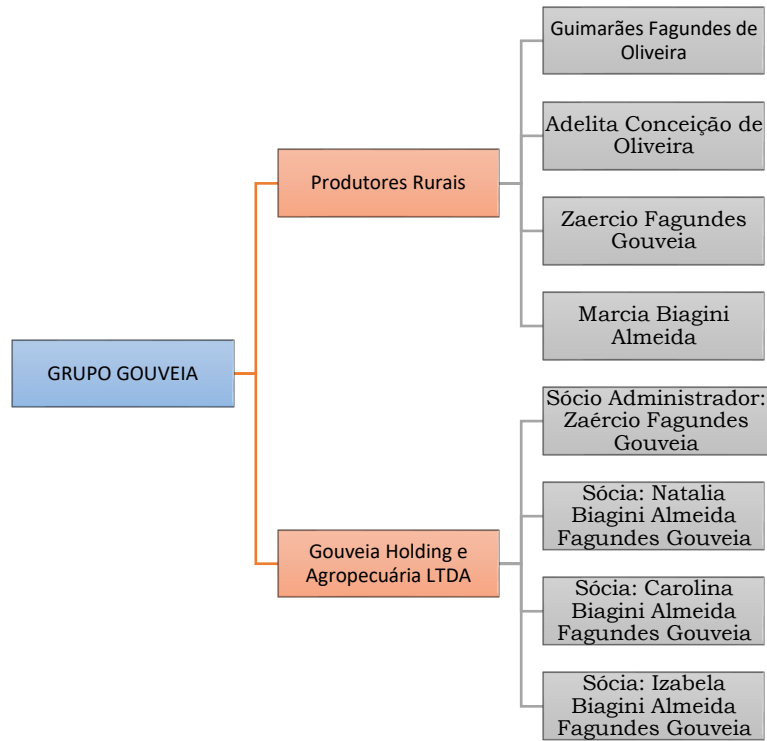 GRUPO GOUVEIA
Produtores Rurais
Guimarães Fagundes de
Oliveira
Adelita Conceição de
Oliveira
Zaercio Fagundes
Gouveia
Marcia Biagini
Almeida
Gouveia Holding e
Agropecuária LTDA
Sócio Administrador:
Zaércio Fagundes
Gouveia
Sócia: Natalia
Biagini Almeida
Fagundes Gouveia
Sócia: Carolina
Biagini Almeida
Fagundes Gouveia
Sócia: Izabela
Biagini Almeida
Fagundes Gouveia